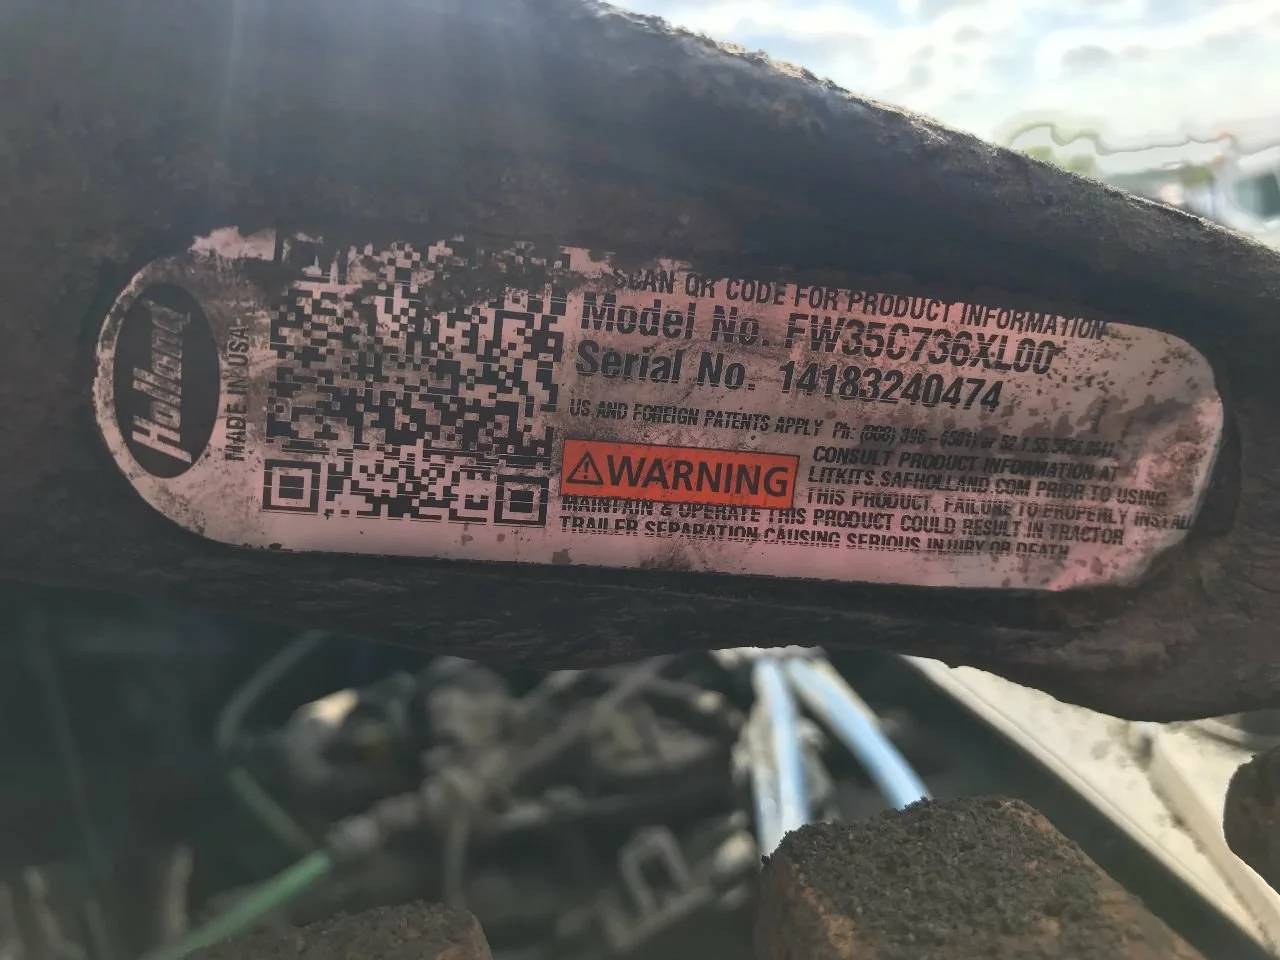 Holland
MADE IN USA
SCAN QR CODE FOR PRODUCT INFORMATION
Model No. FW35C736XL00
Serial No. 14183240474
US AND FOREIGN PATENTS APPLY Ph:
WARNING
CONSULT PRODUCT INFORMATION AT
LITKITS.SAFHOLLAND.COM PRIOR TO USING
THIS PRODUCT, FAILURE TO PROPERLY INSTALL
MAINTAIN & OPERATE THIS PRODUCT COULD RESULT IN TRACTOR
TRAILER SEPARATION CAUSING SERIOUS INJURY OR DEATH